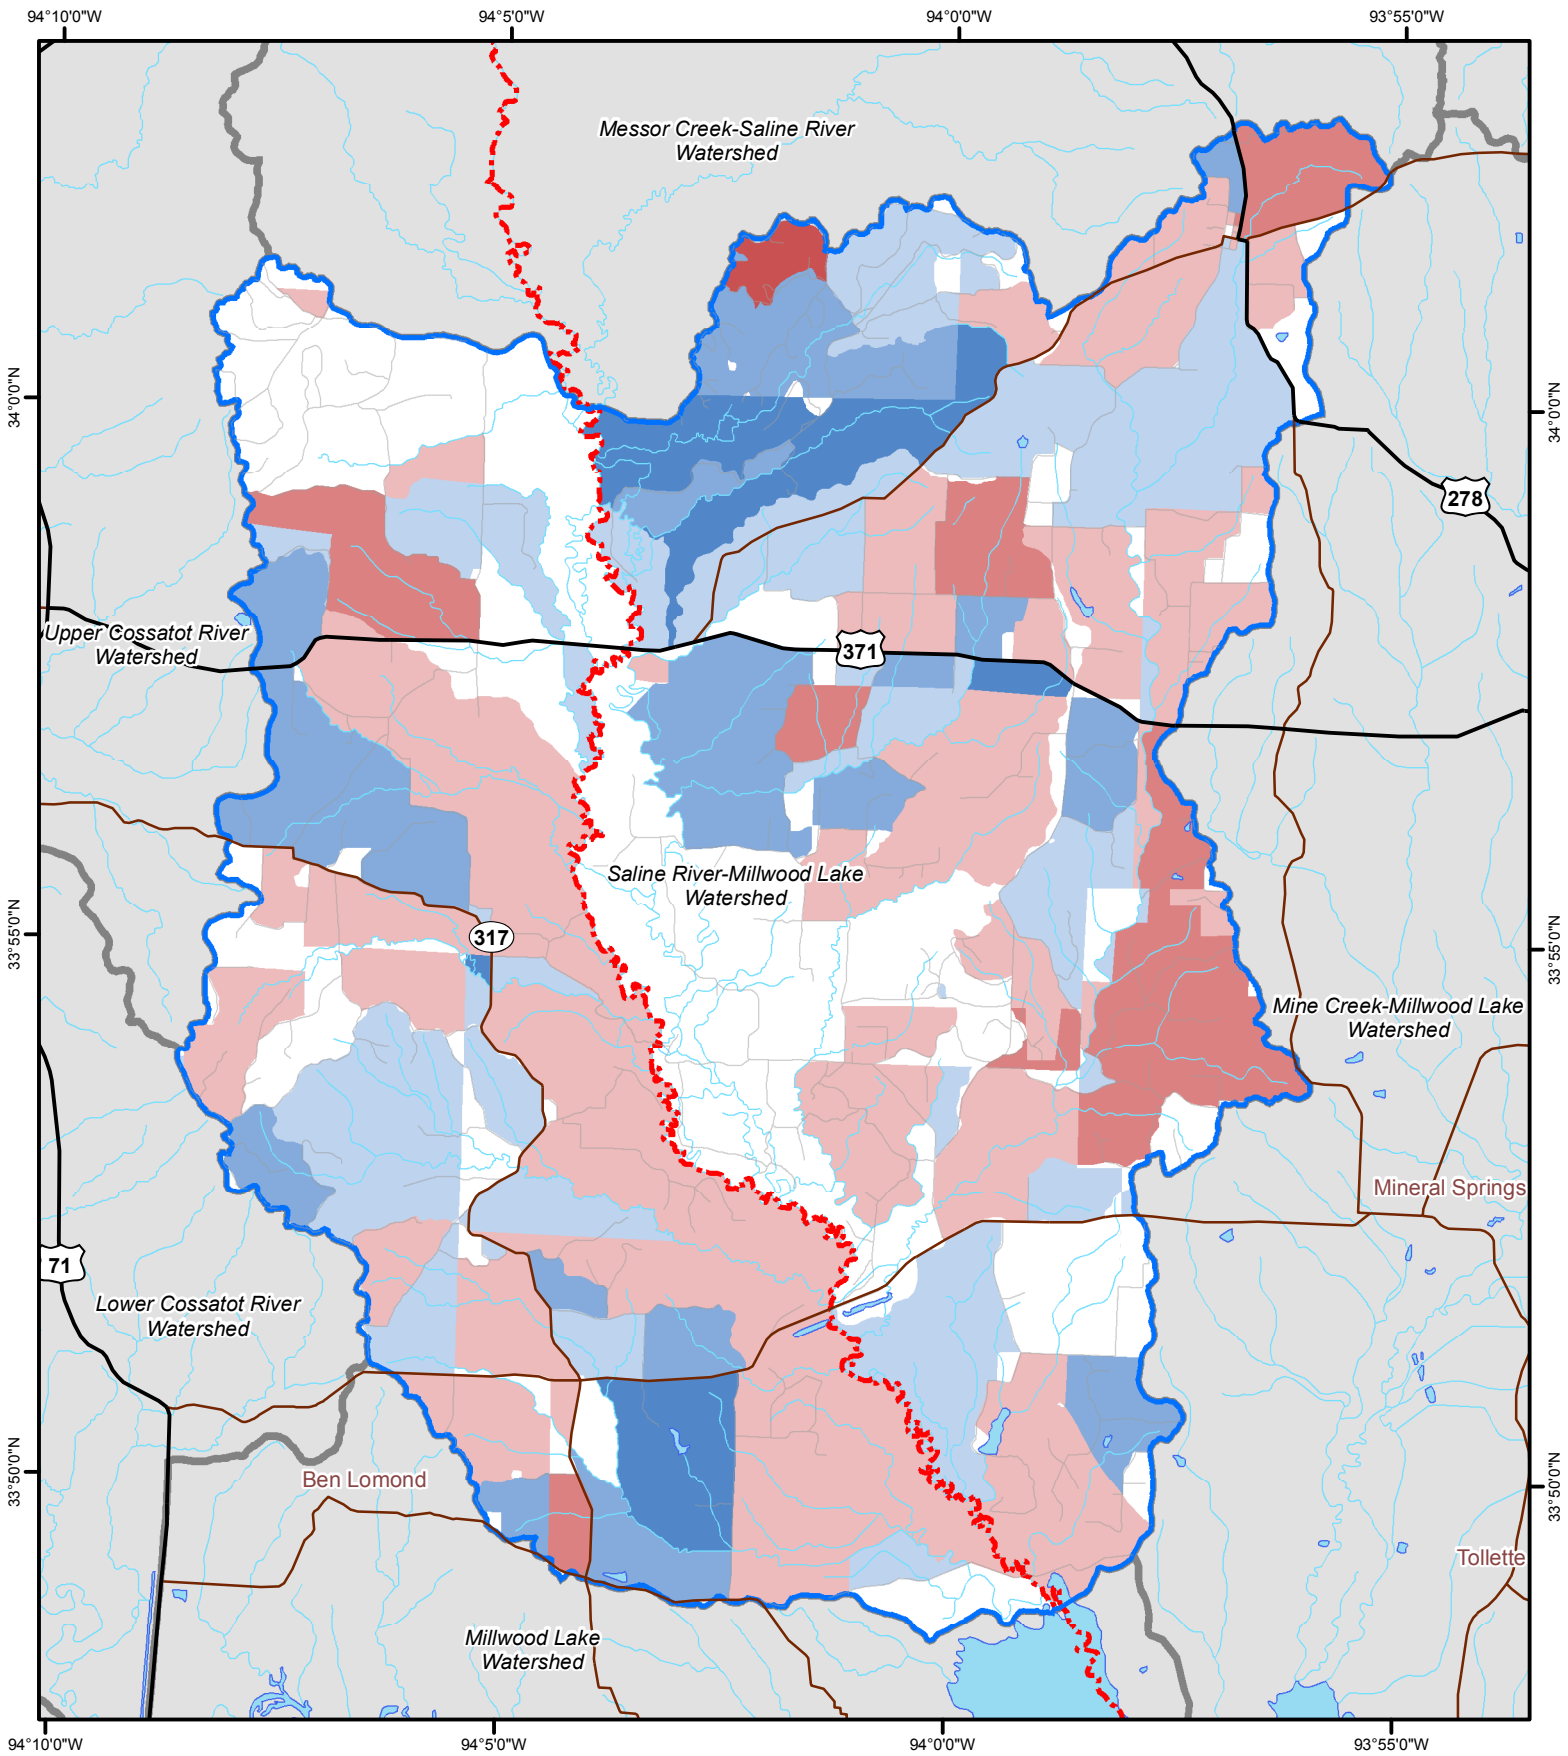 94°10'0"W
94°5'0"W
94°0'0"W
93°55'0"W
Messor Creek-Saline River
Watershed
34°0'0"N
34°0'0"N
278
Upper Cossatot River
Watershed
371
Saline River-Millwood Lake
Watershed
33°55'0"N
317
33°55'0"N
Mine Creek-Millwood Lake
Watershed
Mineral Springs
71
Lower Cossatot River
Watershed
33°50'0"N
Ben Lomond
33°50'0"N
Tollette
Millwood Lake
Watershed
94°10'0"W
94°5'0"W
94°0'0"W
93°55'0"W